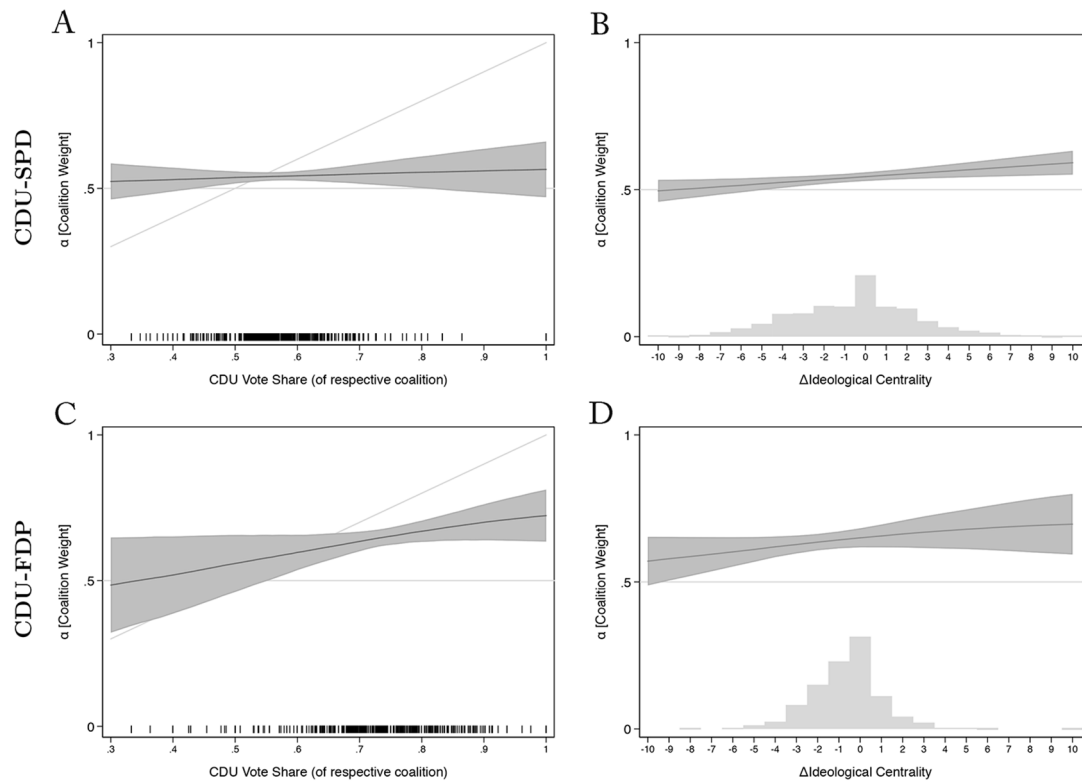 A
B
CDU-SPD
α [Coalition Weight]
1
.5
0
.3 .4 .5 .6 .7 .8 .9 1
CDU Vote Share (of respective coalition)
α [Coalition Weight]
1
.5
0
-10 -9 -8 -7 -6 -5 -4 -3 -2 -1 0 1 2 3 4 5 6 7 8 9 10
ΔIdeological Centrality
C
D
CDU-FDP
α [Coalition Weight]
1
.5
0
.3 .4 .5 .6 .7 .8 .9 1
CDU Vote Share (of respective coalition)
α [Coalition Weight]
1
.5
0
-10 -9 -8 -7 -6 -5 -4 -3 -2 -1 0 1 2 3 4 5 6 7 8 9 10
ΔIdeological Centrality